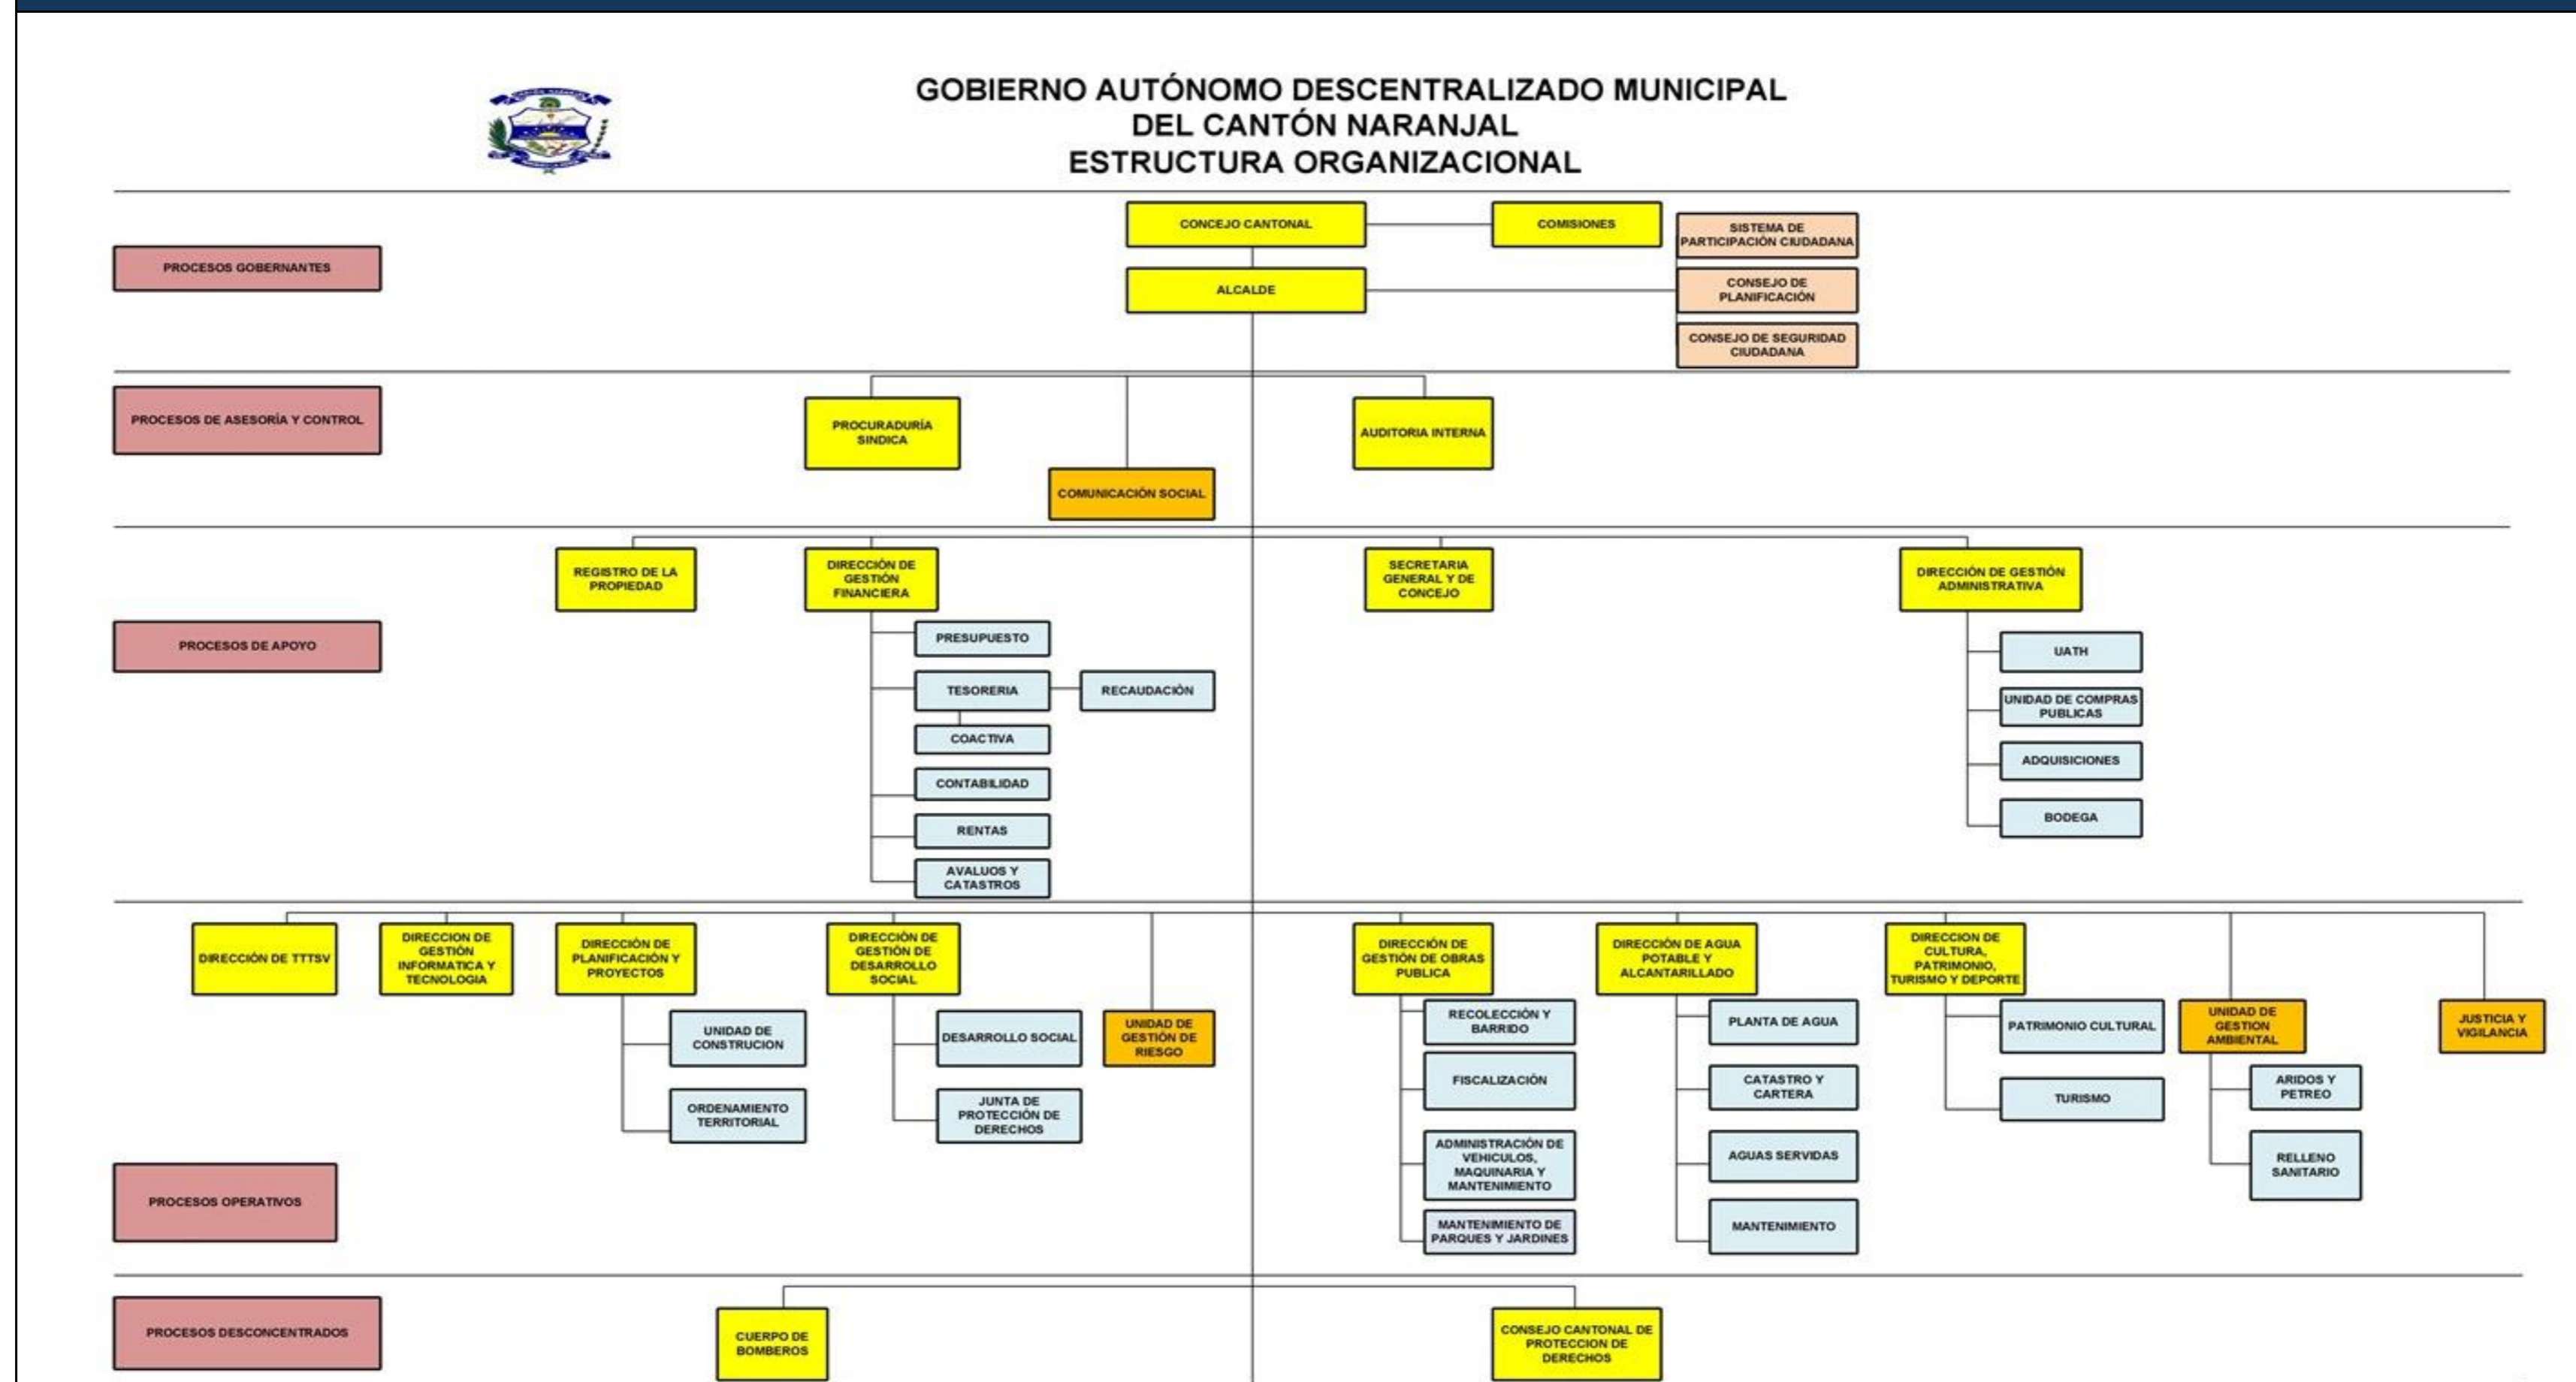 GOBIERNO AUTÓNOMO DESCENTRALIZADO MUNICIPAL
DEL CANTÓN NARANJAL
ESTRUCTURA ORGANIZACIONAL
PROCESOS GOBERNANTES
CONCEJO CANTONAL
COMISIONES
SISTEMA DE
PARTICIPACIÓN CIUDADANA
ALCALDE
CONSEJO DE
PLANIFICACIÓN
CONSEJO DE SEGURIDAD
CIUDADANA
PROCESOS DE ASESORÍA Y CONTROL
PROCURADURÍA
SINDICA
AUDITORIA INTERNA
COMUNICACIÓN SOCIAL
PROCESOS DE APOYO
REGISTRO DE LA
PROPIEDAD
DIRECCIÓN DE
GESTIÓN
FINANCIERA
PRESUPUESTO
TESORERIA
RECAUDACIÓN
COACTIVA
CONTABILIDAD
RENTAS
AVALUOS Y
CATASTROS
SECRETARIA
GENERAL Y DE
CONCEJO
DIRECCIÓN DE GESTIÓN
ADMINISTRATIVA
UATH
UNIDAD DE COMPRAS
PUBLICAS
ADQUISICIONES
BODEGA
PROCESOS OPERATIVOS
DIRECCIÓN DE TTTSV
DIRECCION DE
GESTIÓN
INFORMATICA Y
TECNOLOGIA
DIRECCIÓN DE
PLANIFICACIÓN Y
PROYECTOS
UNIDAD DE
CONSTRUCION
ORDENAMIENTO
TERRITORIAL
DIRECCIÓN DE
GESTIÓN DE
DESARROLLO
SOCIAL
DESARROLLO SOCIAL
JUNTA DE
PROTECCIÓN DE
DERECHOS
UNIDAD DE
GESTIÓN DE
RIESGO
DIRECCIÓN DE
GESTIÓN DE OBRAS
PUBLICA
RECOLECCIÓN Y
BARRIDO
FISCALIZACIÓN
ADMINISTRACIÓN DE
VEHICULOS,
MAQUINARIA Y
MANTENIMIENTO
MANTENIMIENTO DE
PARQUES Y JARDINES
DIRECCIÓN DE AGUA
POTABLE Y
ALCANTARILLADO
PLANTA DE AGUA
CATASTRO Y
CARTERA
AGUAS SERVIDAS
MANTENIMIENTO
DIRECCION DE
CULTURA,
PATRIMONIO,
TURISMO Y DEPORTE
PATRIMONIO CULTURAL
TURISMO
UNIDAD DE
GESTION
AMBIENTAL
ARIDOS Y
PETREO
RELLENO
SANITARIO
JUSTICIA Y
VIGILANCIA
PROCESOS DESCONCENTRADOS
CUERPO DE
BOMBEROS
CONSEJO CANTONAL DE
PROTECCION DE
DERECHOS